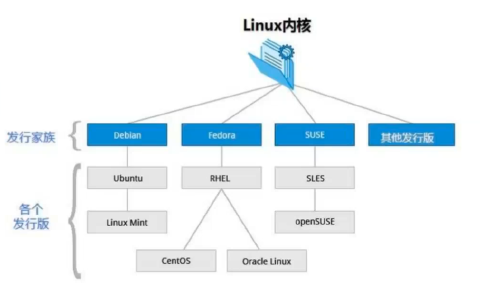 Linux内核
发行家族
Debian
Fedora
SUSE
其他发行版
各个
发行版
Ubuntu
RHEL
SLES
Linux Mint
openSUSE
CentOS
Oracle Linux